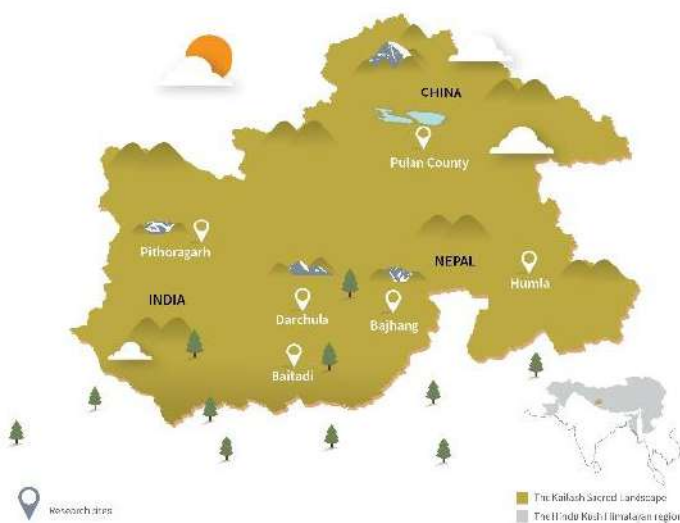 CHINA
Pulan County
Pithoragarh
NEPAL
Humla
INDIA
Darchula
Bajhang
Baitadi
Research sites
The Kailash Sacred Landscape
The Hindu Kush Himalayan region